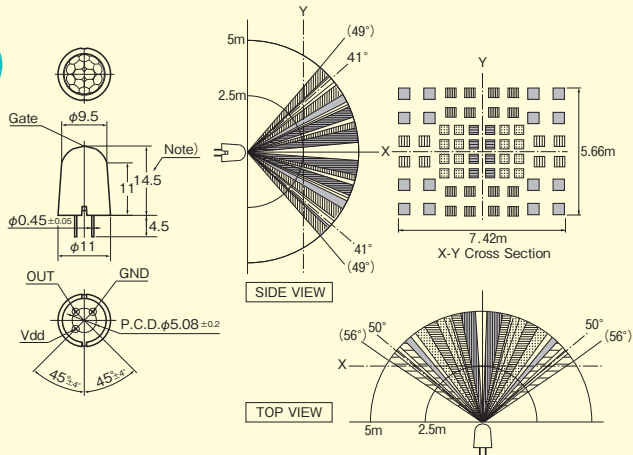 φ9.5
Gate
Note)
11
14.5
φ0.45±0.05
4.5
φ11
OUT
GND
Vdd
P.C.D.φ5.08 ±0.2
45°±4°
45°±4°
Y
5m
2.5m
(49°)
41°
X
41°
(49°)
SIDE VIEW
Y
X
5.66m
7.42m
X-Y Cross Section
(56°)
50°
50°
(56°)
X
TOP VIEW
5m
2.5m